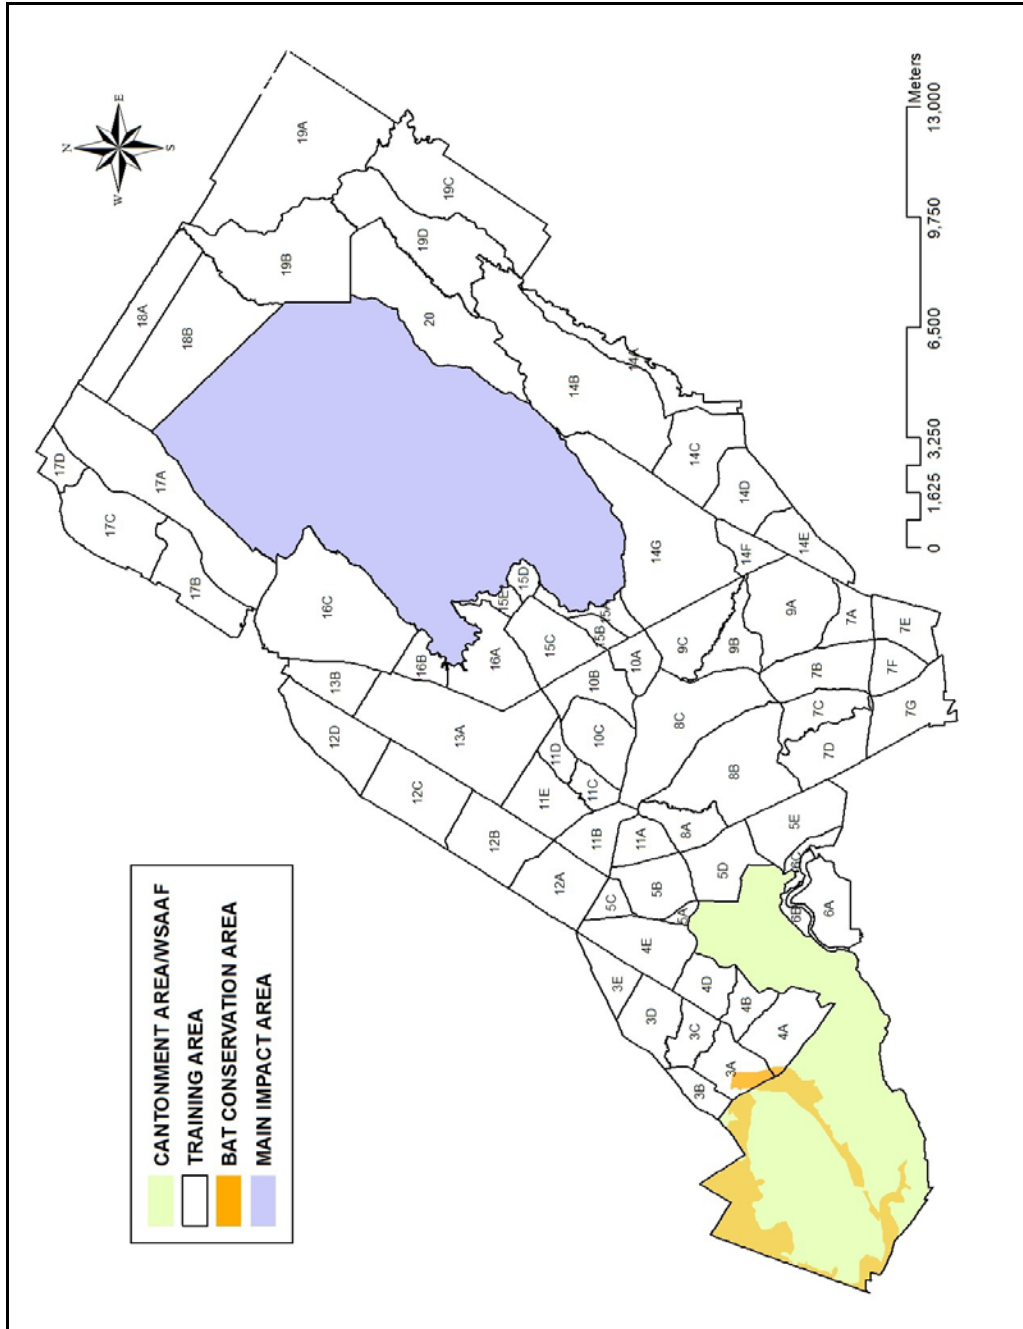 CANTONMENT AREA/WSAAF
TRAINING AREA
BAT CONSERVATION AREA
MAIN IMPACT AREA
N
E
S
W
17D
17C
17A
17B
18A
18B
19A
19B
19C
19D
20
16C
16B
16A
15E
15D
15C
15B
15A
14A
14B
14C
14D
14E
14F
14G
13B
13A
12D
12C
12B
12A
11E
11D
11C
11B
11A
10A
10B
10C
9A
9B
9C
8A
8B
8C
7A
7B
7C
7D
7E
7F
7G
5A
5B
5C
5D
5E
6A
6B
6C
4A
4B
4D
4E
3A
3B
3C
3D
3E
0 1,625 3,250 6,500 9,750 13,000
Meters